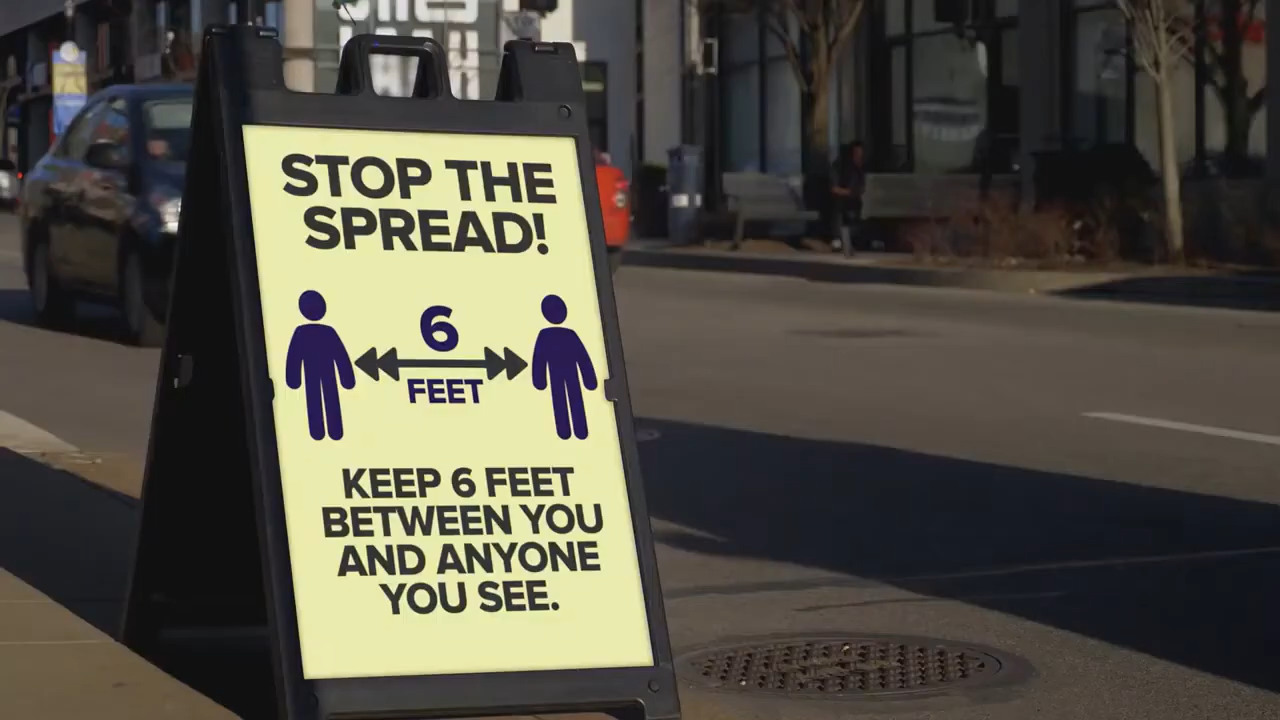 STOP THE
SPREAD!
6
FEET
KEEP 6 FEET
BETWEEN YOU
AND ANYONE
YOU SEE.